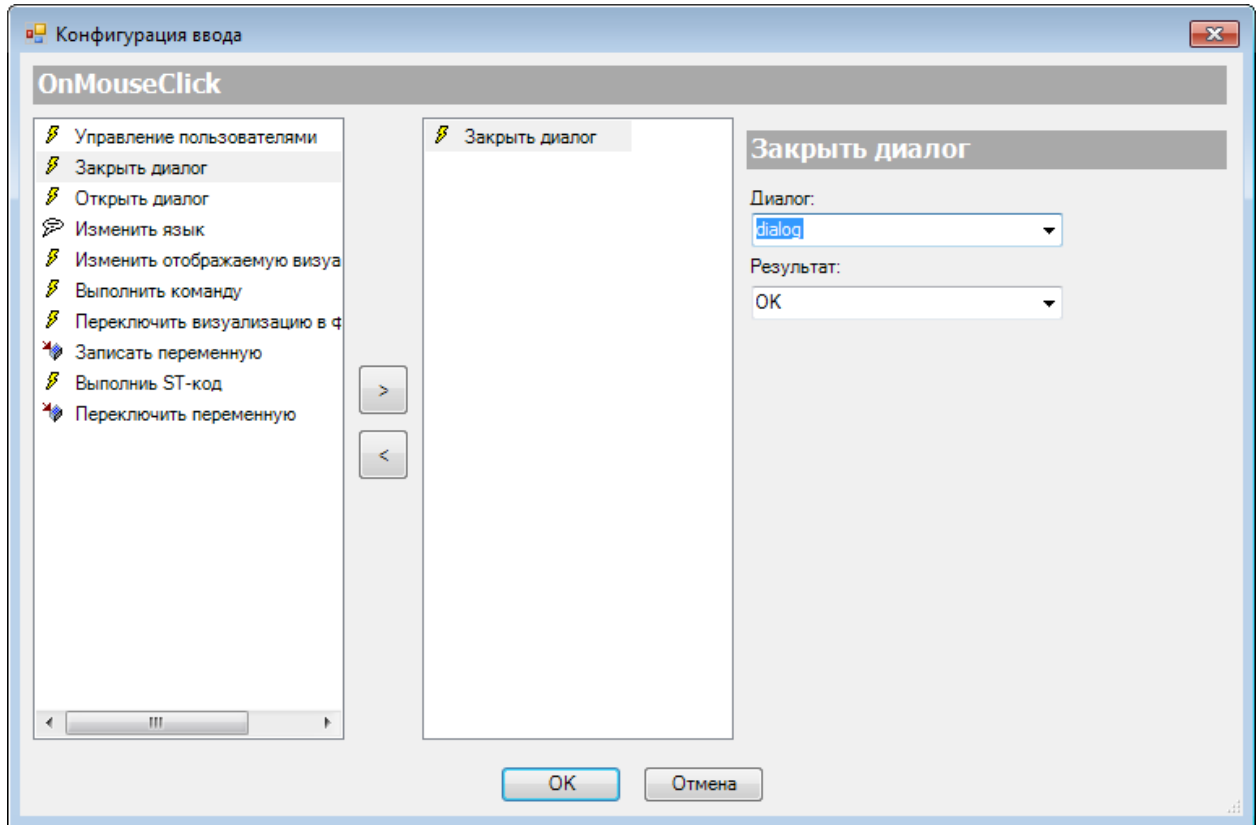 Конфигурация ввода
OnMouseClick
Управление пользователями
Закрыть диалог
Открыть диалог
Изменить язык
Изменить отображаемую визуа
Выполнить команду
Переключить визуализацию в ф
Записать переменную
Выполниь ST-код
Переключить переменную
>
<
Закрыть диалог
Закрыть диалог
Диалог:
dialog
Результат:
OK
OK
Отмена